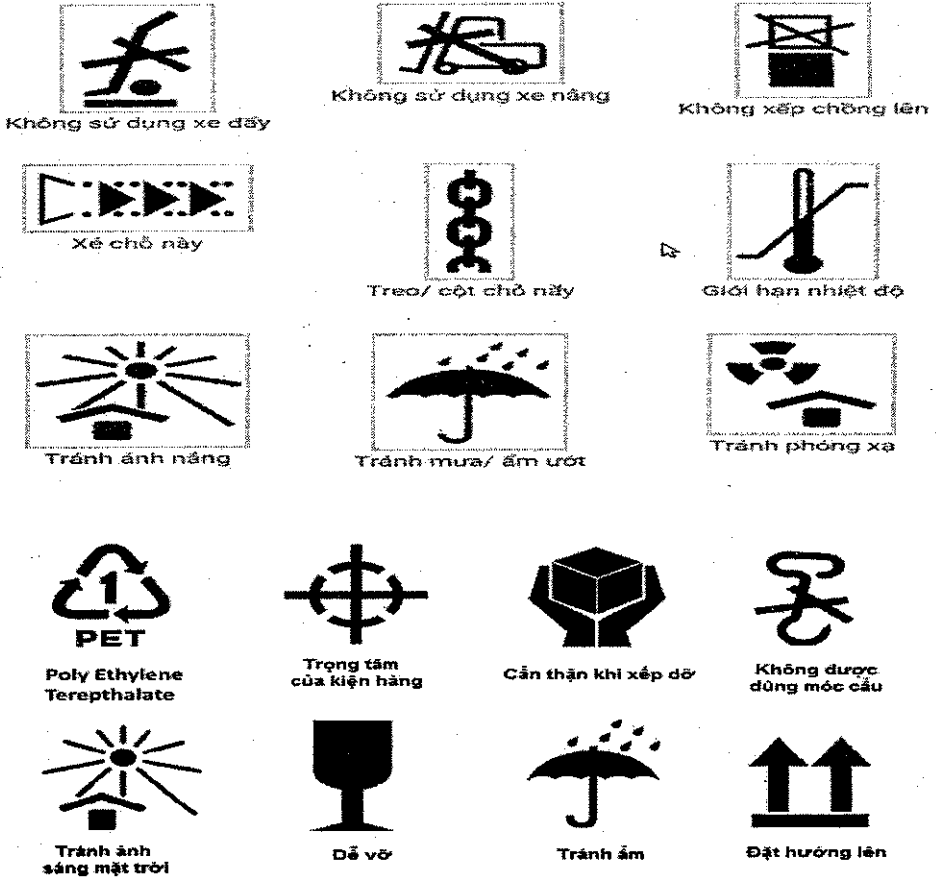 Không sử dụng xe đẩy
Không sử dụng xe nâng
Không xếp chồng lên
Xé chỗ này
Treo/ cột chỗ nãy
Giới hạn nhiệt độ
Tránh ánh nắng
Tránh mưa/ ẩm ướt
Tránh phóng xạ
1
PET
Poly Ethylene
Terepthalate
Trọng tâm
của kiện hàng
Cẩn thận khi xếp dỡ
Không được
dùng móc cẩu
Tránh ánh
sáng mặt trời
Dễ vỡ
Tránh ẩm
Đặt hướng lên